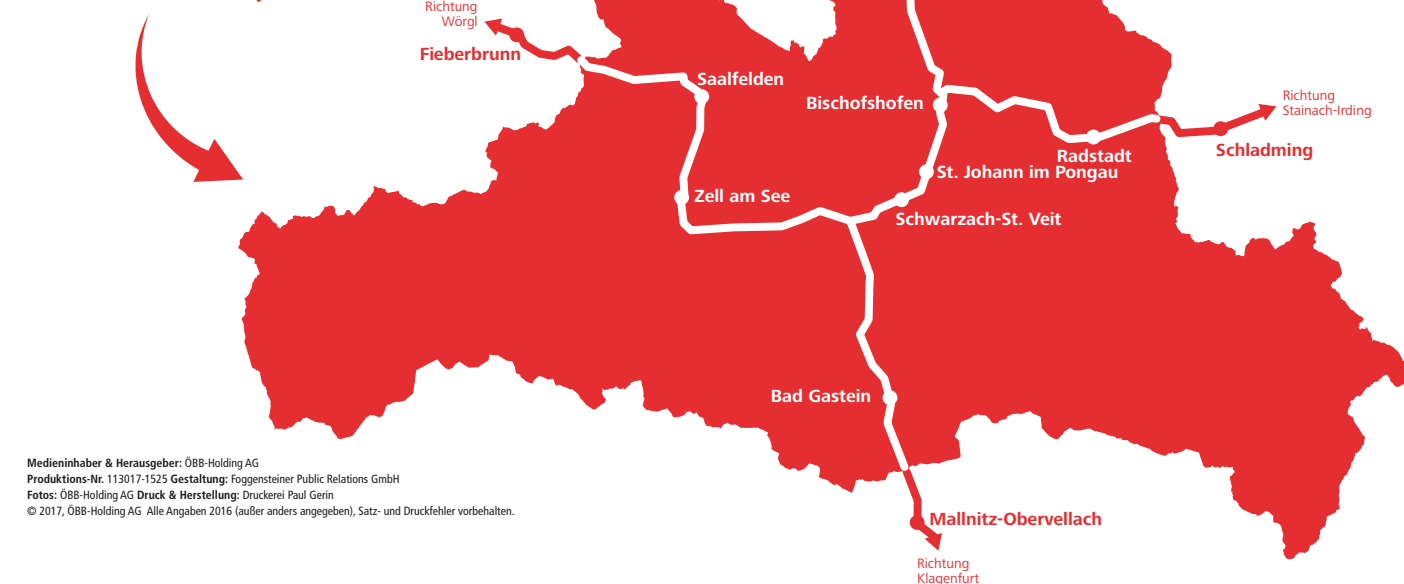 Richtung
Wörgl
Fieberbrunn
Saalfelden
Bischofshofen
Richtung
Stainach-Irding
Schladming
Radstadt
St. Johann im Pongau
Zell am See
Schwarzach-St. Veit
Bad Gastein
Medieninhaber & Herausgeber: ÖBB-Holding AG
Produktions-Nr. 113017-1525 Gestaltung: Foggensteiner Public Relations GmbH
Fotos: ÖBB-Holding AG Druck & Herstellung: Druckerei Paul Gerin
© 2017, ÖBB-Holding AG Alle Angaben 2016 (außer anders angegeben), Satz- und Druckfehler vorbehalten.
Mallnitz-Obervellach
Richtung
Klagenfurt